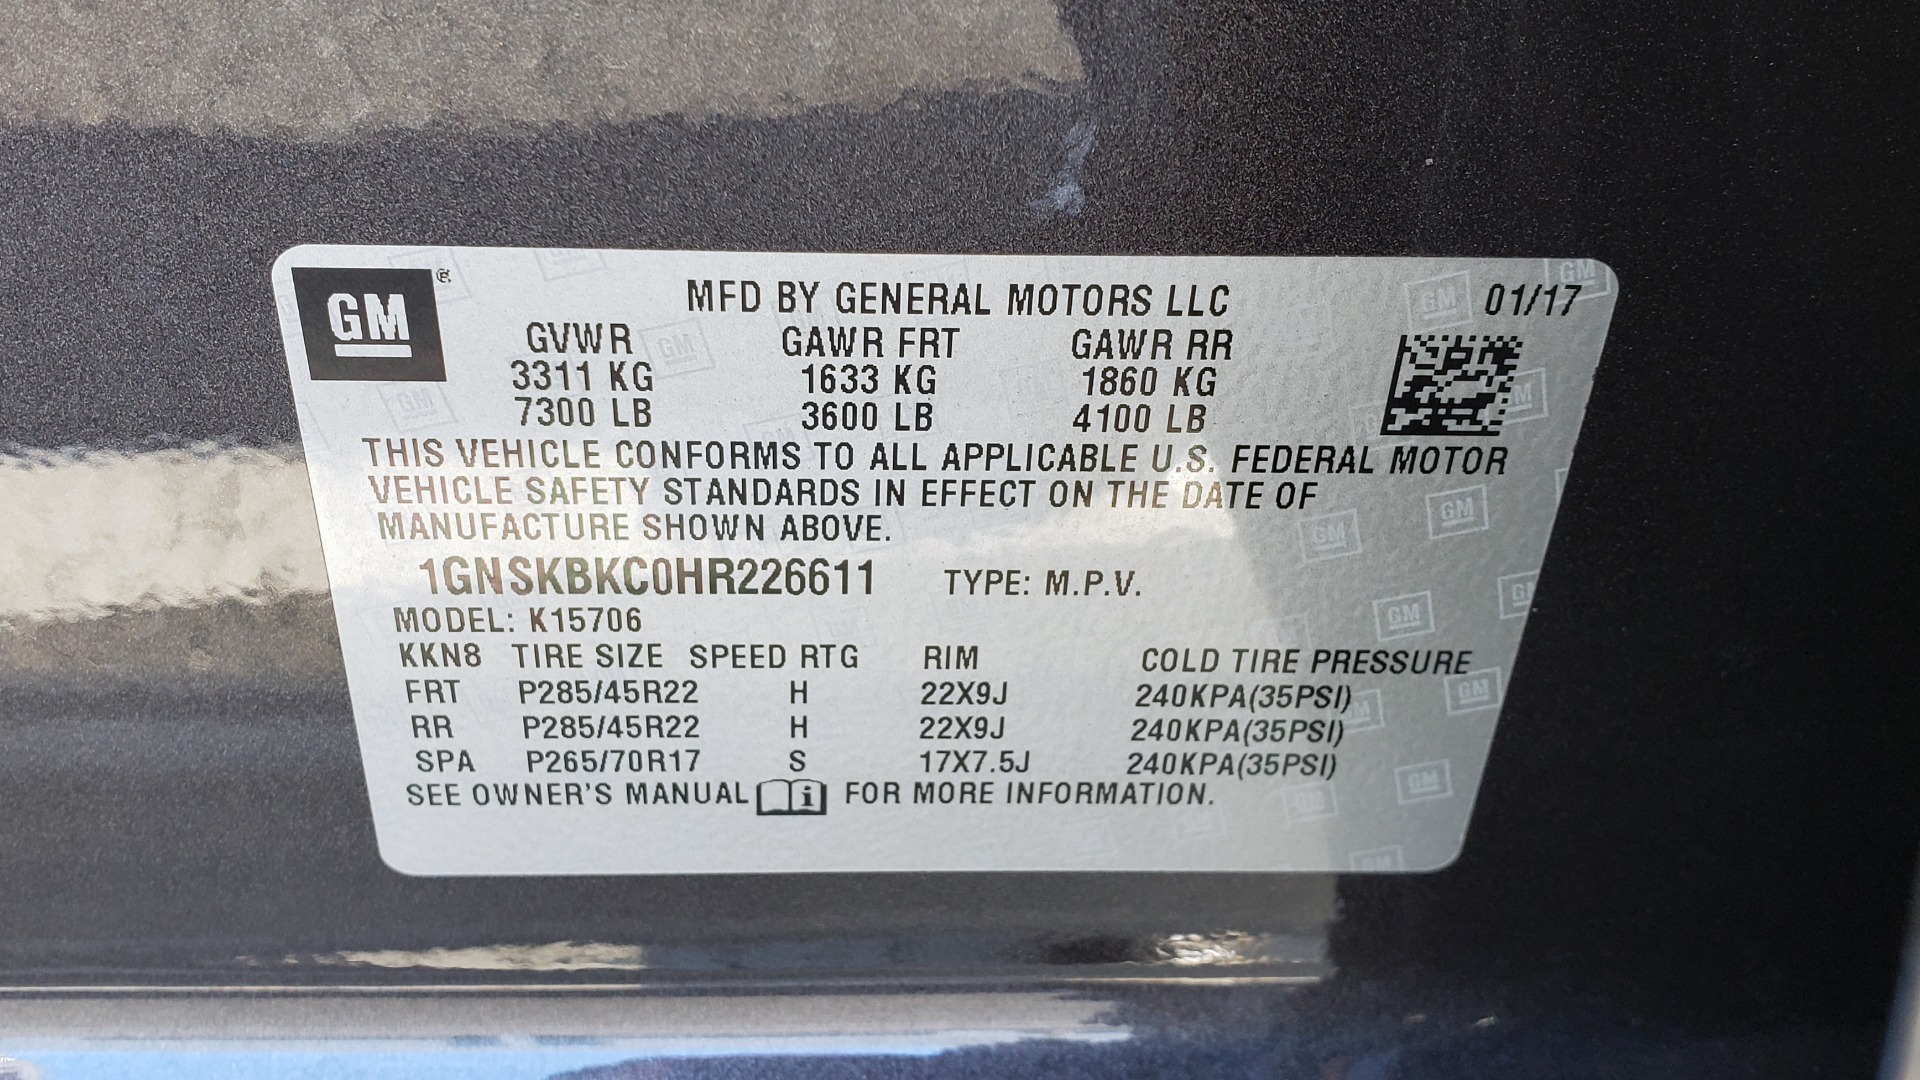 GM
MFD BY GENERAL MOTORS LLC 01/17
GVWR GAWR FRT GAWR RR
3311 KG 1633 KG 1860 KG
7300 LB 3600 LB 4100 LB
THIS VEHICLE CONFORMS TO ALL APPLICABLE U.S. FEDERAL MOTOR
VEHICLE SAFETY STANDARDS IN EFFECT ON THE DATE OF
MANUFACTURE SHOWN ABOVE.
1GNSKBKC0HR226611 TYPE: M.P.V.
MODEL: K15706
KKN8 TIRE SIZE SPEED RTG RIM COLD TIRE PRESSURE
FRT P285/45R22 H 22X9J 240KPA(35PSI)
RR P285/45R22 H 22X9J 240KPA(35PSI)
SPA P265/70R17 S 17X7.5J 240KPA(35PSI)
SEE OWNER'S MANUAL i FOR MORE INFORMATION.